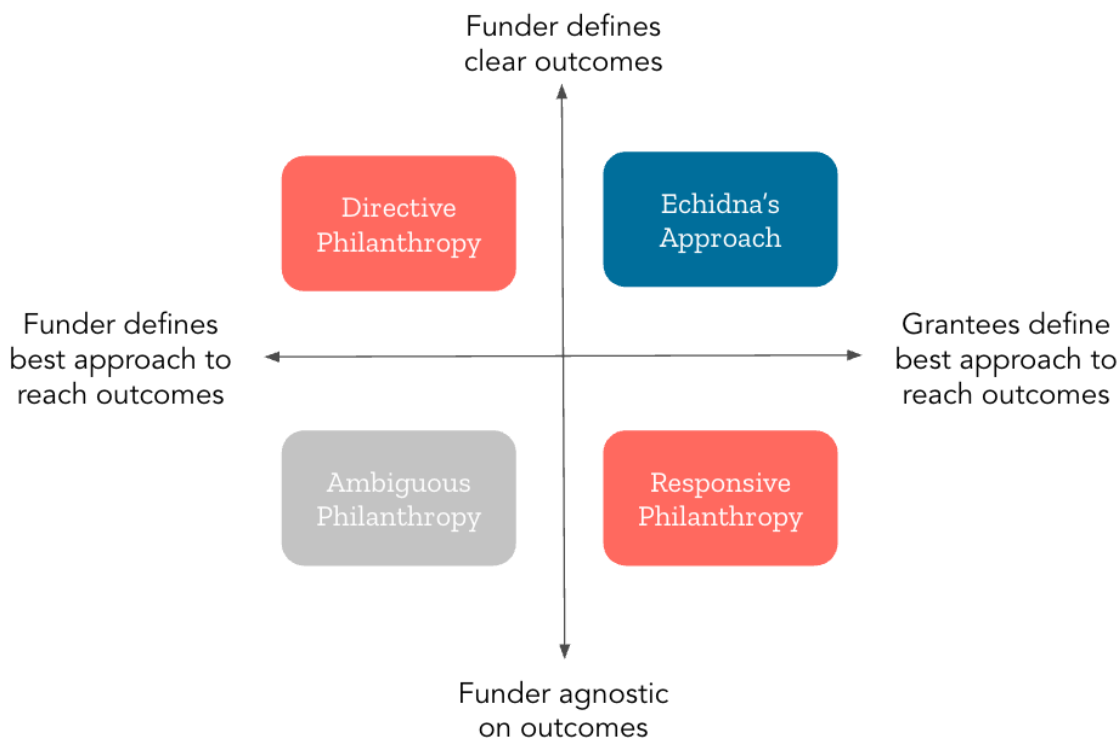 Funder defines
clear outcomes
Directive
Philanthropy
Echidna’s
Approach
Funder defines
best approach to
reach outcomes
Grantees define
best approach to
reach outcomes
Ambiguous
Philanthropy
Responsive
Philanthropy
Funder agnostic
on outcomes